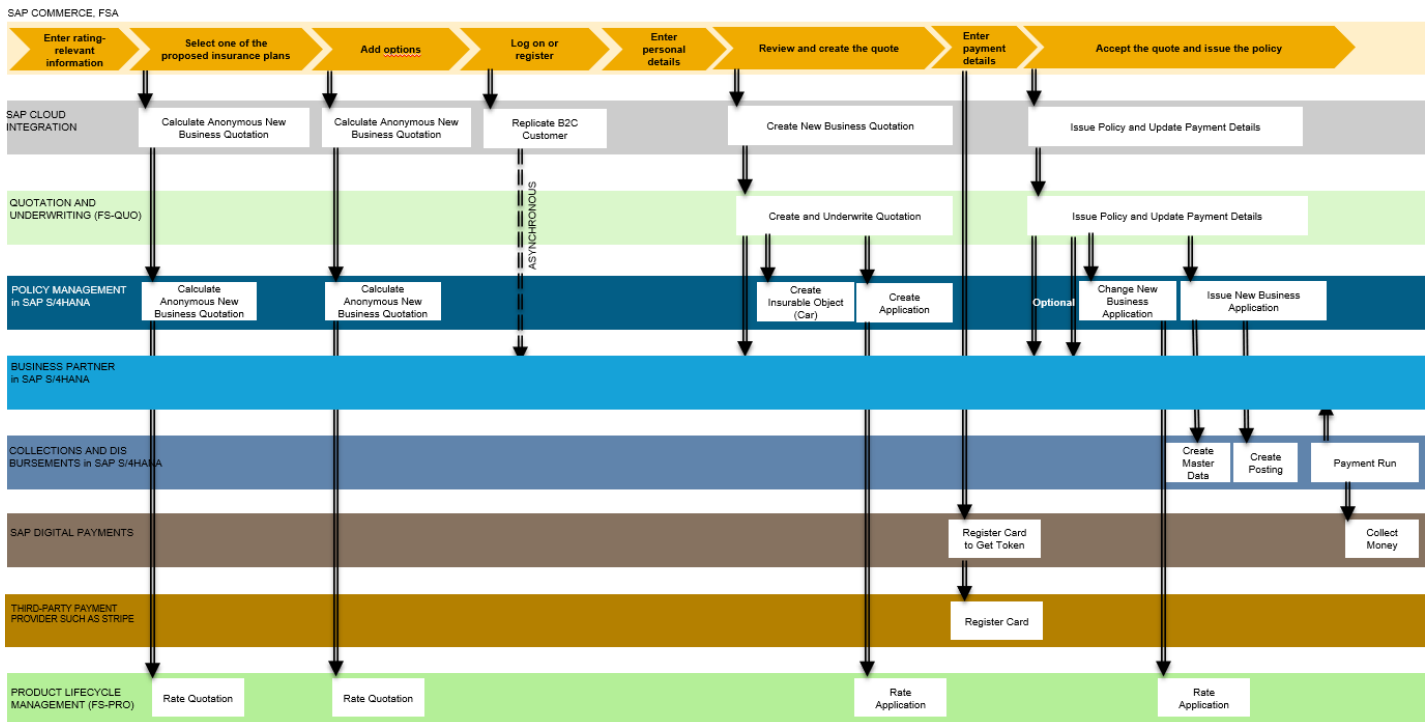 SAP COMMERCE, FSA
Enter rating-
relevant
information
Select one of the
proposed insurance plans
Add options
Log on or
register
Enter
personal
details
Review and create the quote
Enter
payment
details
Accept the quote and issue the policy
SAP CLOUD
INTEGRATION
Calculate Anonymous New
Business Quotation
Calculate Anonymous New
Business Quotation
Replicate B2C
Customer
Create New Business Quotation
Issue Policy and Update Payment Details
ASYNCHRONOUS
QUOTATION AND
UNDERWRITING (FS-QUO)
Create and Underwrite Quotation
Issue Policy and Update Payment Details
POLICY MANAGEMENT
in SAP S/4HANA
Calculate
Anonymous New
Business Quotation
Calculate
Anonymous New
Business Quotation
Create
Insurable Object
(Car)
Create
Application
Optional
Change New
Business
Application
Issue New Business
Application
BUSINESS PARTNER
in SAP S/4HANA
COLLECTIONS AND DIS
BURSEMENTS in SAP S/4HANA
Create
Master
Data
Create
Posting
Payment Run
SAP DIGITAL PAYMENTS
Register Card
to Get Token
Collect
Money
THIRD-PARTY PAYMENT
PROVIDER SUCH AS STRIPE
Register Card
PRODUCT LIFECYCLE
MANAGEMENT (FS-PRO)
Rate Quotation
Rate Quotation
Rate
Application
Rate
Application